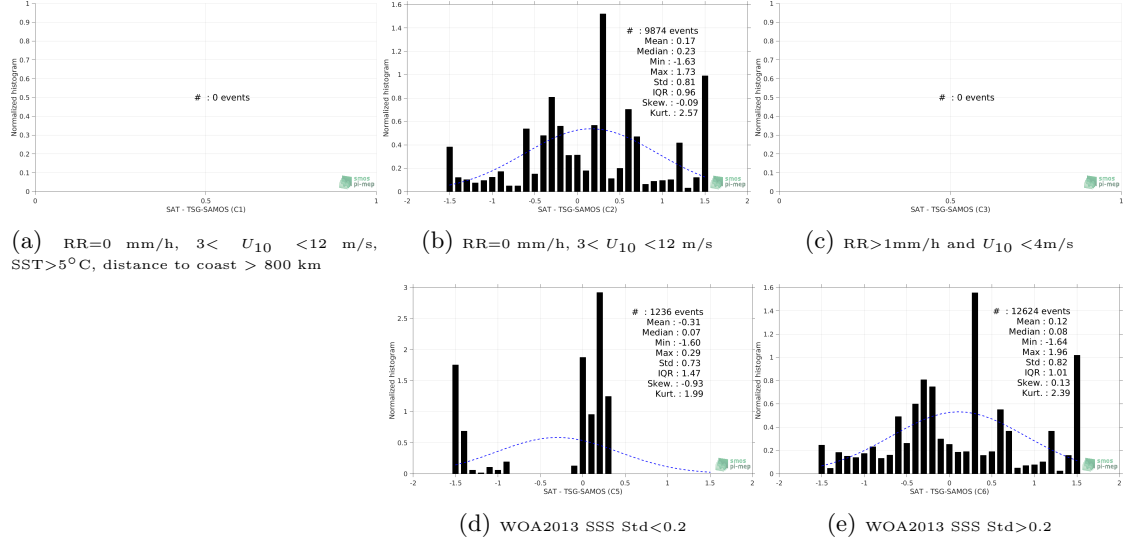 1
0.9
0.8
0.7
0.6
0.5
0.4
0.3
0.2
0.1
0
Normalized histogram
# : 0 events
smos
pi-mep
0 0.5 1
SAT - TSG-SAMOS (C1)
(a) RR=0 mm/h, 3< U10 <12 m/s,
SST>5°C, distance to coast > 800 km
1.6
1.4
1.2
1
0.8
0.6
0.4
0.2
0
Normalized histogram
# : 9874 events
Mean : 0.17
Median : 0.23
Min : -1.63
Max : 1.73
Std : 0.81
IQR : 0.96
Skew. : -0.09
Kurt. : 2.57
smos
pi-mep
-2 -1.5 -1 -0.5 0 0.5 1 1.5 2
SAT - TSG-SAMOS (C2)
(b) RR=0 mm/h, 3< U10 <12 m/s
1
0.9
0.8
0.7
0.6
0.5
0.4
0.3
0.2
0.1
0
Normalized histogram
# : 0 events
smos
pi-mep
0 0.5 1
SAT - TSG-SAMOS (C3)
(c) RR>1mm/h and U10 <4m/s
3
2.5
2
1.5
1
0.5
0
Normalized histogram
# : 1236 events
Mean : -0.31
Median : 0.07
Min : -1.60
Max : 0.29
Std : 0.73
IQR : 1.47
Skew. : -0.93
Kurt. : 1.99
smos
pi-mep
-2 -1.5 -1 -0.5 0 0.5 1 1.5 2
SAT - TSG-SAMOS (C5)
(d) WOA2013 SSS Std<0.2
1.6
1.4
1.2
1
0.8
0.6
0.4
0.2
0
Normalized histogram
# : 12624 events
Mean : 0.12
Median : 0.08
Min : -1.64
Max : 1.96
Std : 0.82
IQR : 1.01
Skew. : 0.13
Kurt. : 2.39
smos
pi-mep
-2 -1.5 -1 -0.5 0 0.5 1 1.5 2
SAT - TSG-SAMOS (C6)
(e) WOA2013 SSS Std>0.2